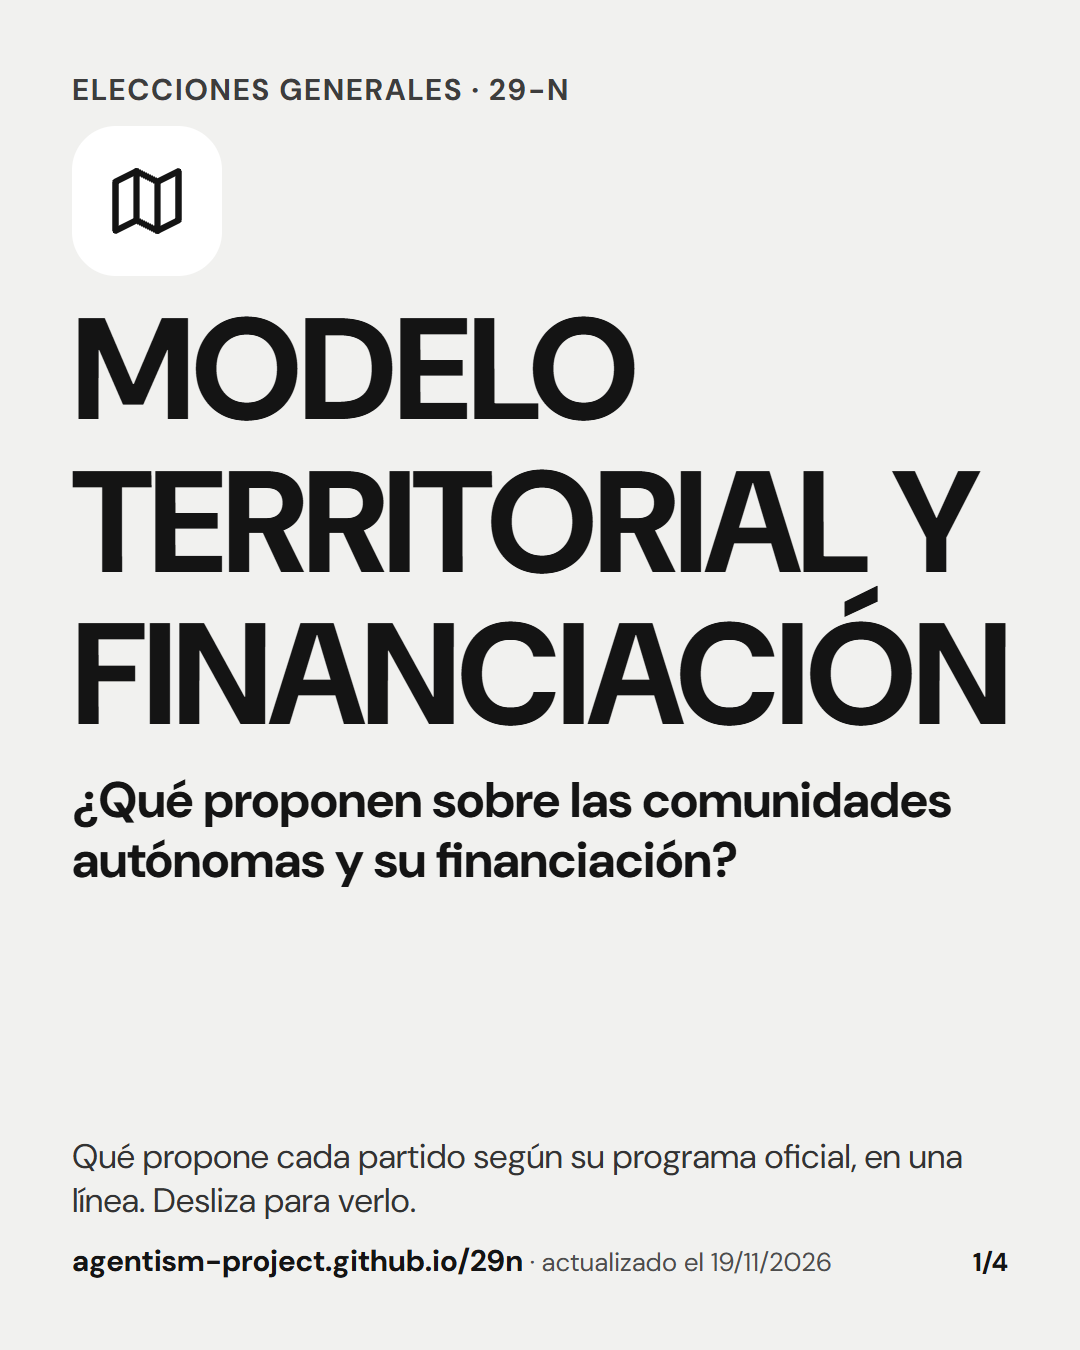 ELECCIONES GENERALES · 29-N
MODELO
TERRITORIAL Y
FINANCIACIÓN
¿Qué proponen sobre las comunidades
autónomas y su financiación?
Qué propone cada partido según su programa oficial, en una
línea. Desliza para verlo.
agentism-project.github.io/29n · actualizado el 19/11/2026 1/4